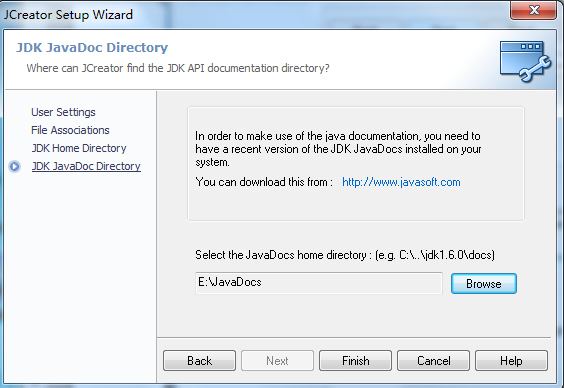 JCreator Setup Wizard
JDK JavaDoc Directory
Where can JCreator find the JDK API documentation directory?
User Settings
File Associations
JDK Home Directory
JDK JavaDoc Directory
In order to make use of the java documentation, you need to
have a recent version of the JDK JavaDocs installed on your
system.
You can download this from : http://www.javasoft.com
Select the JavaDocs home directory : (e.g. C:\..\jdk1.6.0\docs)
E:\JavaDocs
Browse
Back
Next
Finish
Cancel
Help